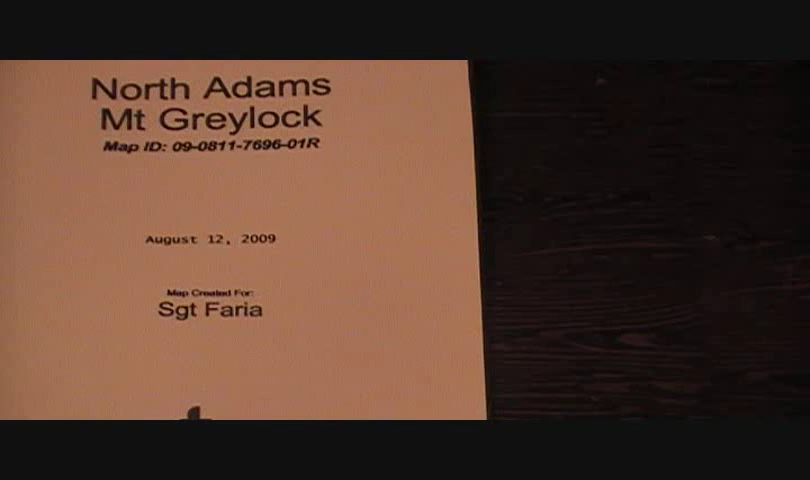 North Adams
Mt Greylock
Map ID: 09-0811-7696-01R
August 12, 2009
Map Created For:
Sgt Faria